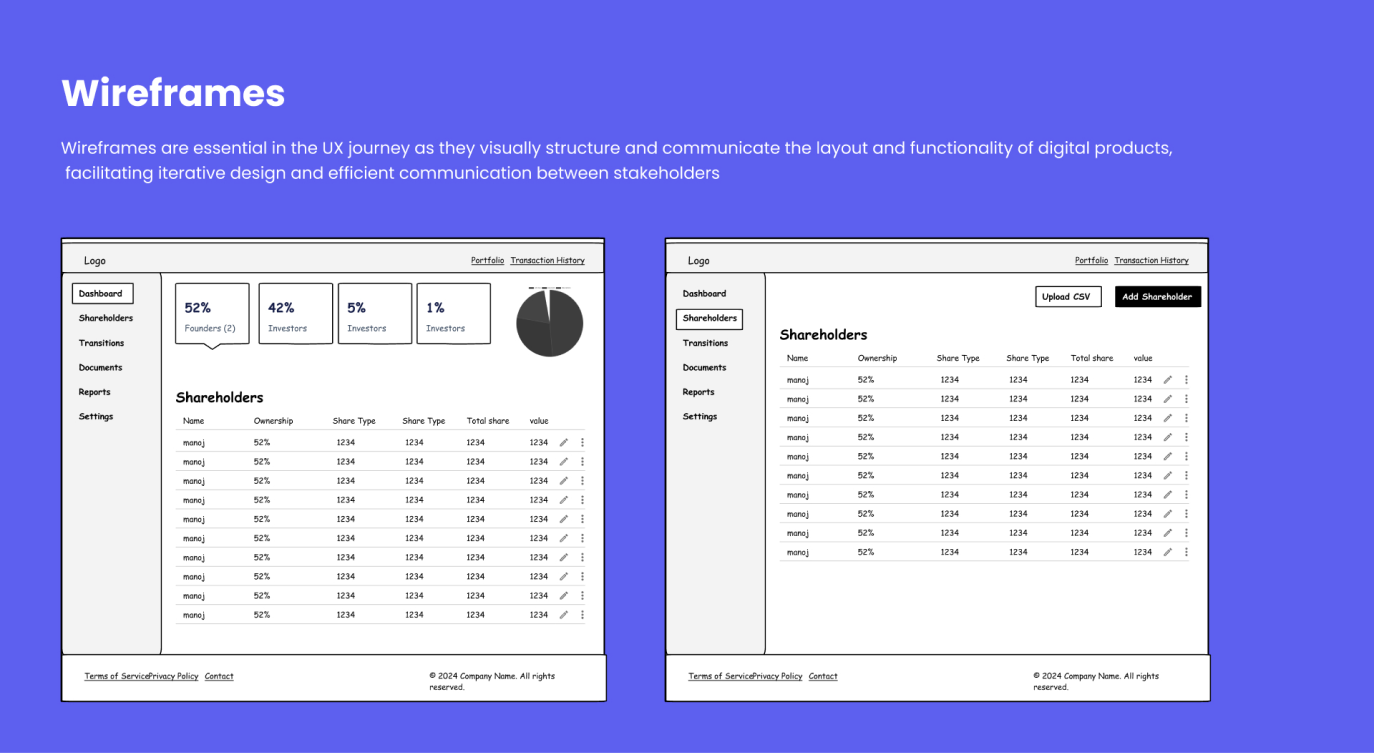 Wireframes
Wireframes are essential in the UX journey as they visually structure and communicate the layout and functionality of digital products,
facilitating iterative design and efficient communication between stakeholders
Logo
Portfolio Transaction History
Dashboard
Shareholders
Transitions
Documents
Reports
Settings
52%
Founders (2)
42%
Investors
5%
Investors
1%
Investors
Shareholders
Name Ownership Share Type Share Type Total share value
manoj 52% 1234 1234 1234 1234
manoj 52% 1234 1234 1234 1234
manoj 52% 1234 1234 1234 1234
manoj 52% 1234 1234 1234 1234
manoj 52% 1234 1234 1234 1234
manoj 52% 1234 1234 1234 1234
manoj 52% 1234 1234 1234 1234
manoj 52% 1234 1234 1234 1234
manoj 52% 1234 1234 1234 1234
manoj 52% 1234 1234 1234 1234
Terms of ServicePrivacy Policy Contact
© 2024 Company Name. All rights
reserved.
Logo
Portfolio Transaction History
Dashboard
Shareholders
Transitions
Documents
Reports
Settings
Upload CSV
Add Shareholder
Shareholders
Name Ownership Share Type Share Type Total share value
manoj 52% 1234 1234 1234 1234
manoj 52% 1234 1234 1234 1234
manoj 52% 1234 1234 1234 1234
manoj 52% 1234 1234 1234 1234
manoj 52% 1234 1234 1234 1234
manoj 52% 1234 1234 1234 1234
manoj 52% 1234 1234 1234 1234
manoj 52% 1234 1234 1234 1234
manoj 52% 1234 1234 1234 1234
manoj 52% 1234 1234 1234 1234
Terms of ServicePrivacy Policy Contact
© 2024 Company Name. All rights
reserved.